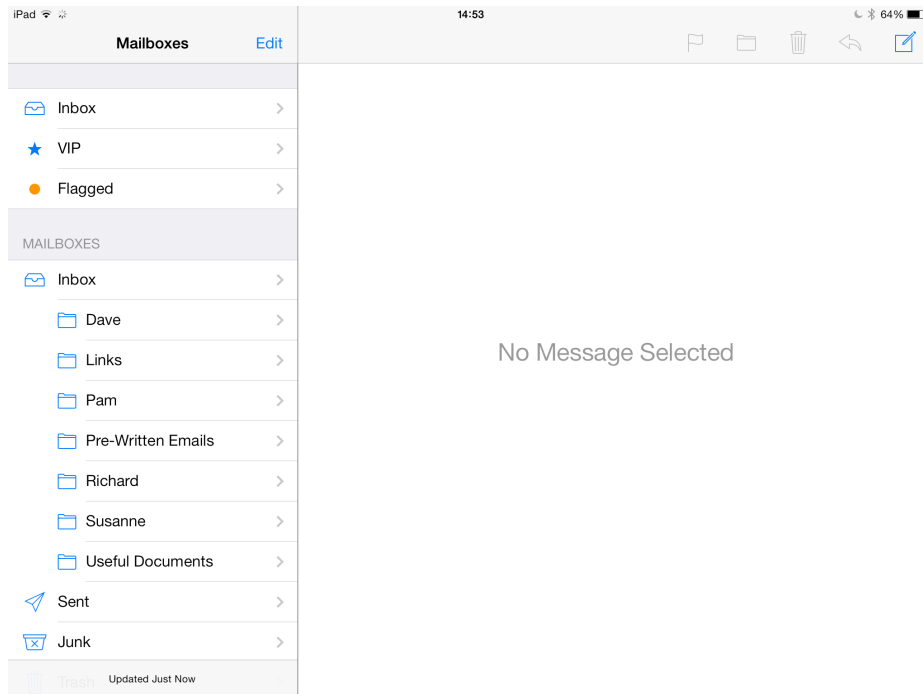 iPad 14:53 64%
Mailboxes Edit
Inbox
VIP
Flagged
MAILBOXES
Inbox
Dave
Links
Pam
Pre-Written Emails
Richard
Susanne
Useful Documents
Sent
Junk
Trash
Updated Just Now
No Message Selected